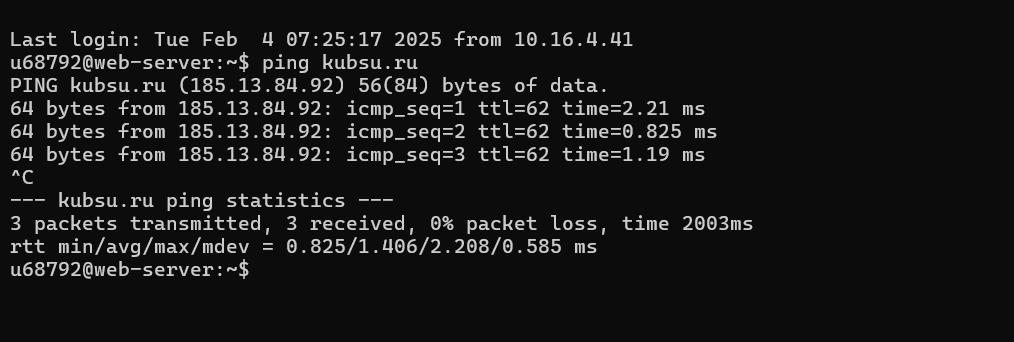 Last login: Tue Feb  4 07:25:17 2025 from 10.16.4.41
u68792@web-server:~$ ping kubsu.ru
PING kubsu.ru (185.13.84.92) 56(84) bytes of data.
64 bytes from 185.13.84.92: icmp_seq=1 ttl=62 time=2.21 ms
64 bytes from 185.13.84.92: icmp_seq=2 ttl=62 time=0.825 ms
64 bytes from 185.13.84.92: icmp_seq=3 ttl=62 time=1.19 ms
^C
--- kubsu.ru ping statistics ---
3 packets transmitted, 3 received, 0% packet loss, time 2003ms
rtt min/avg/max/mdev = 0.825/1.406/2.208/0.585 ms
u68792@web-server:~$